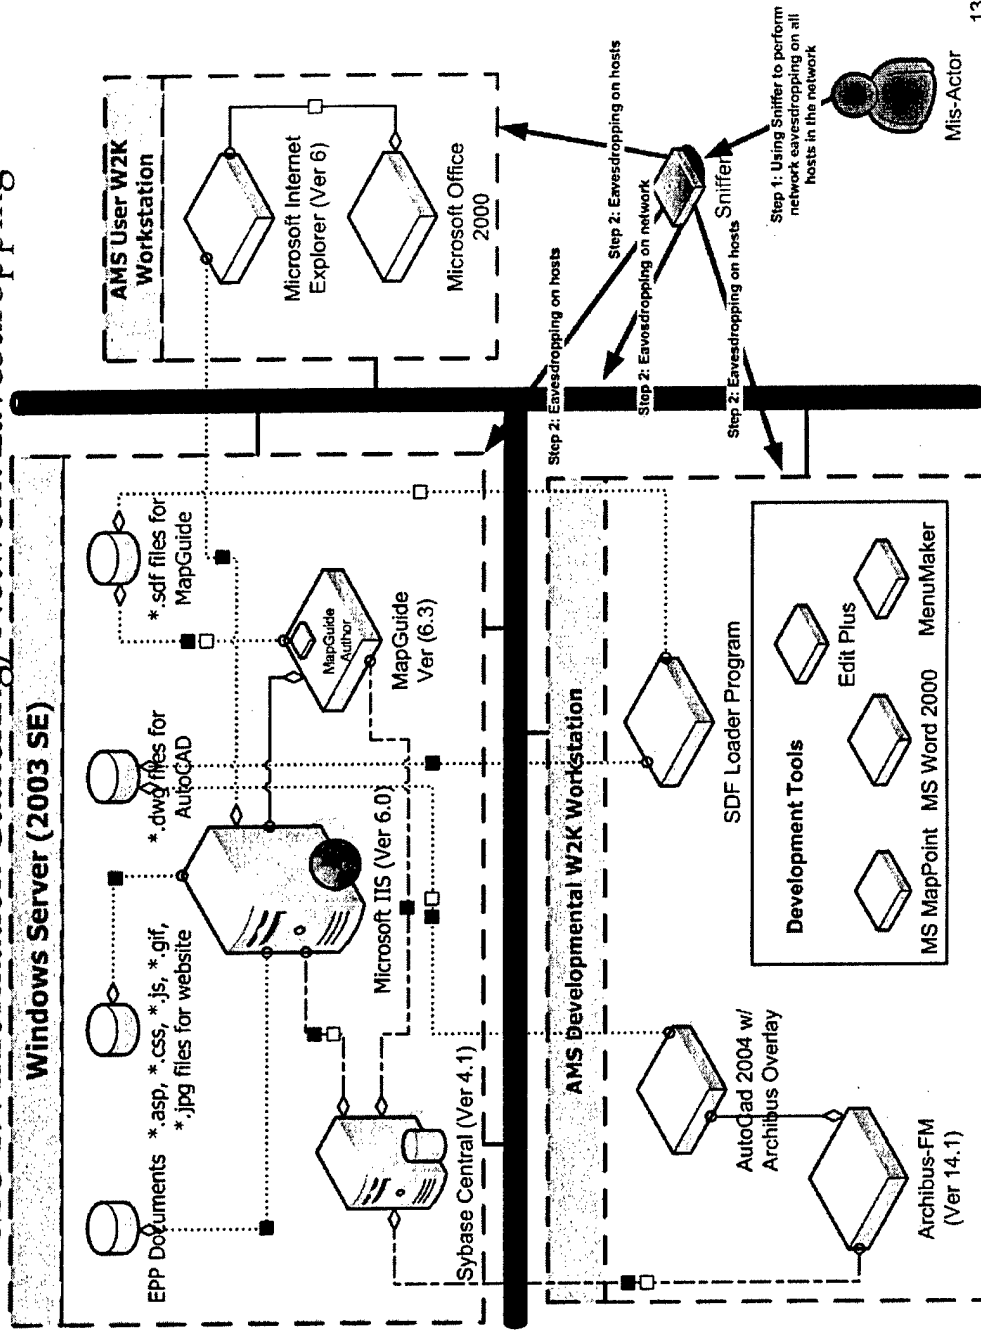 Windows Server (2003 SE)
EPP Documents
*.asp, *.css, *.js, *.gif,
*.jpg files for website
*.dwg files for
AutoCAD
*.sdf files for
MapGuide
Microsoft IIS (Ver 6.0)
MapGuide
Author
MapGuide
Ver (6.3)
Sybase Central (Ver 4.1)
AMS User W2K
Workstation
Microsoft Internet
Explorer (Ver 6)
Microsoft Office
2000
AMS Developmental W2K Workstation
AutoCad 2004 w/
Archibus Overlay
Archibus-FM
(Ver 14.1)
SDF Loader Program
Development Tools
Edit Plus
MS MapPoint
MS Word 2000
MenuMaker
Step 2: Eavesdropping on hosts
Step 2: Eavesdropping on network
Step 2: Eavesdropping on hosts
Step 2: Eavesdropping on hosts
Sniffer
Step 1: Using Sniffer to perform
network eavesdropping on all
hosts in the network
Mis-Actor